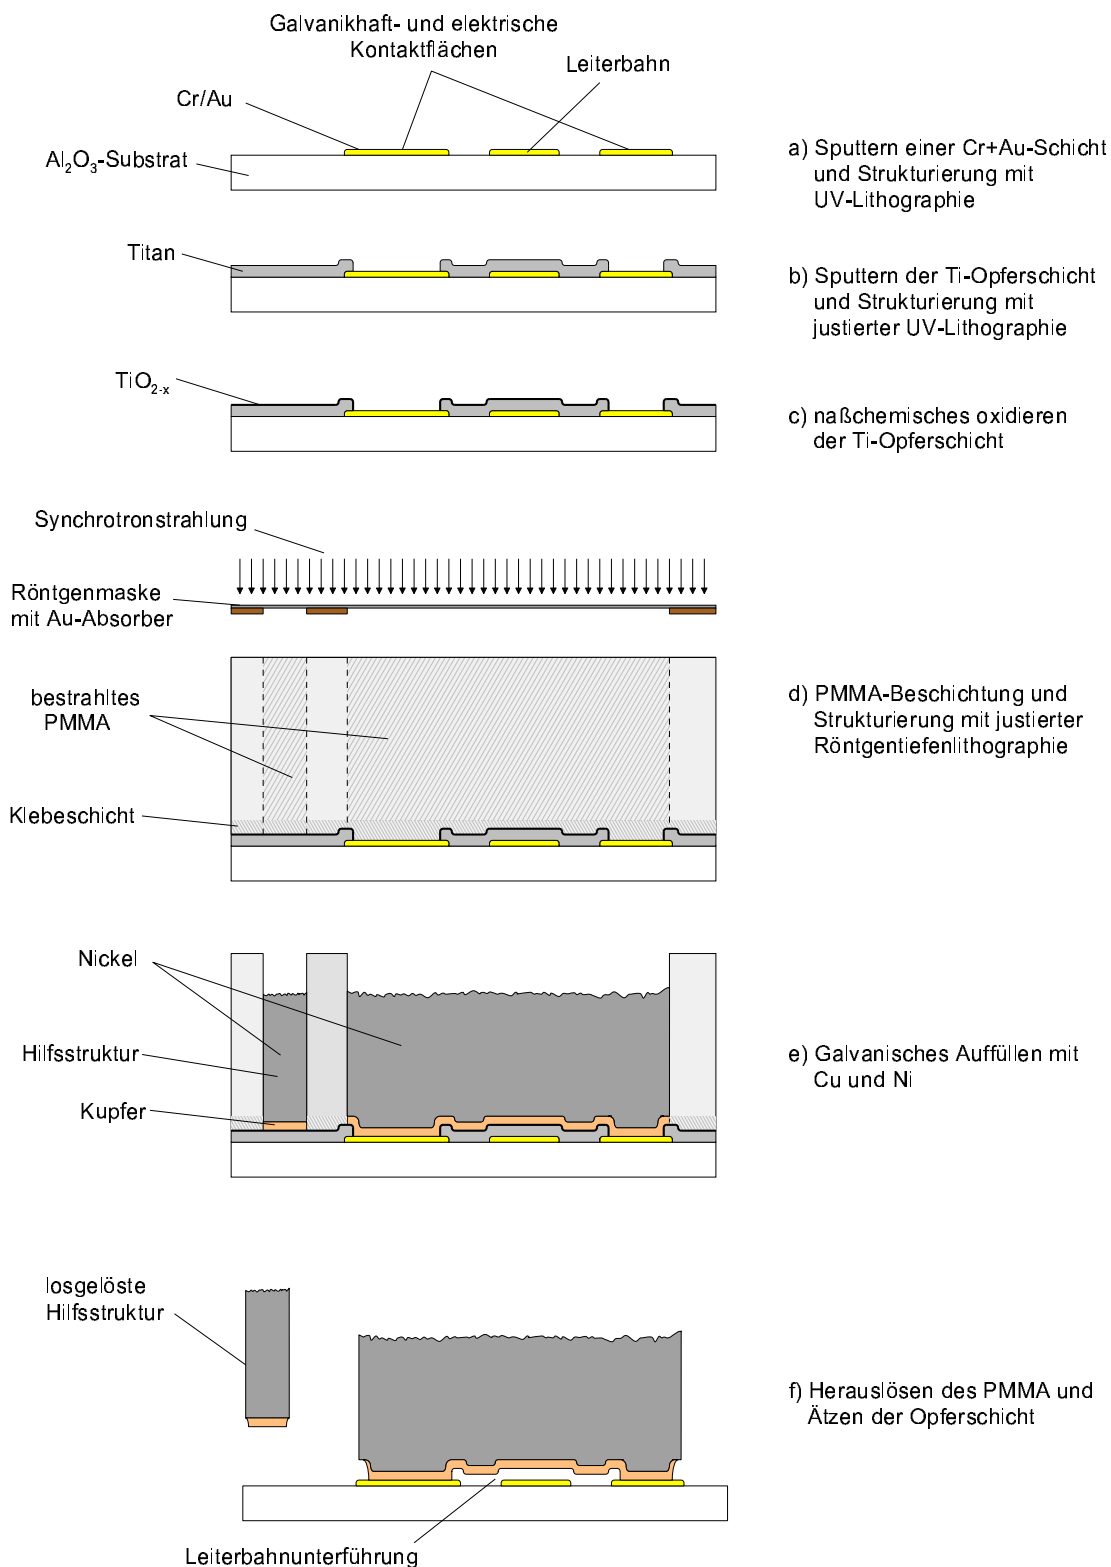 Galvanikhaft- und elektrische
Kontaktflächen
Leiterbahn
Cr/Au
Al₂O₃-Substrat
a) Sputtern einer Cr+Au-Schicht
und Strukturierung mit
UV-Lithographie
Titan
b) Sputtern der Ti-Opferschicht
und Strukturierung mit
justierter UV-Lithographie
TiO₂₋ₓ
c) naßchemisches oxidieren
der Ti-Opferschicht
Synchrotronstrahlung
Röntgenmaske
mit Au-Absorber
bestrahltes
PMMA
d) PMMA-Beschichtung und
Strukturierung mit justierter
Röntgentiefenlithographie
Klebeschicht
Nickel
Hilfsstruktur
Kupfer
e) Galvanisches Auffüllen mit
Cu und Ni
losgelöste
Hilfsstruktur
f) Herauslösen des PMMA und
Ätzen der Opferschicht
Leiterbahnunterführung